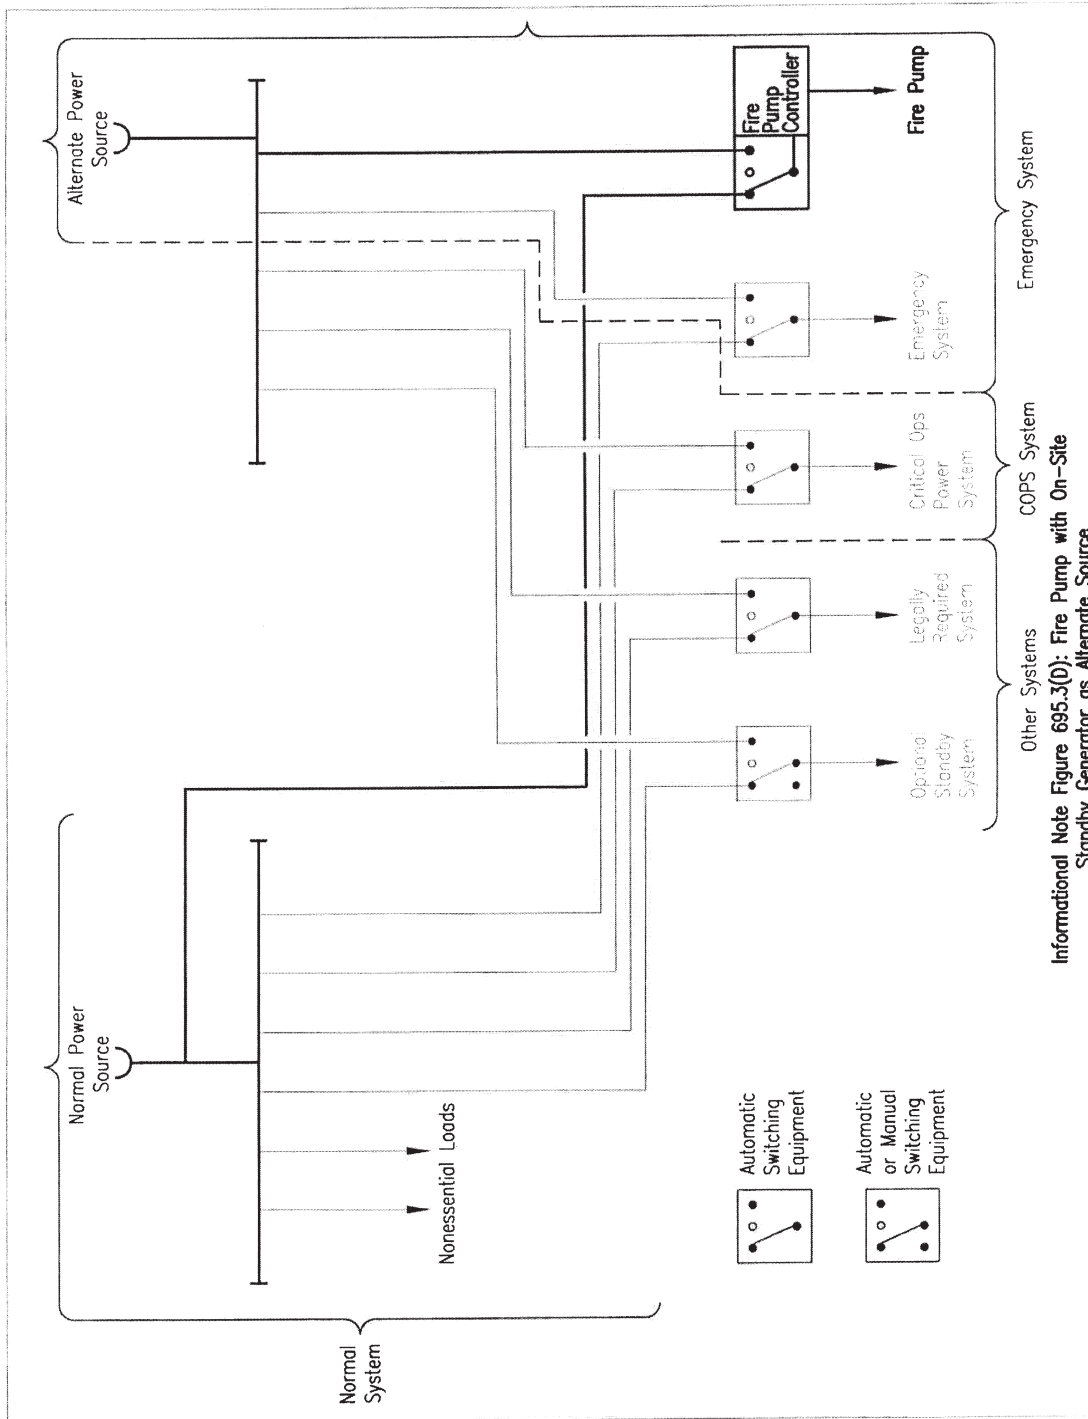 Normal Power
Source
Alternate Power
Source
Normal
System
Nonessential Loads
Fire
Pump
Controller
Fire Pump
Optional
Standby
System
Legally
Required
System
Critical Ops
Power
System
Emergency
System
Other Systems
COPS System
Emergency System
Automatic
Switching
Equipment
Automatic
or Manual
Switching
Equipment
Informational Note Figure 695.3(D): Fire Pump with On-Site
Standby Generator as Alternate Source